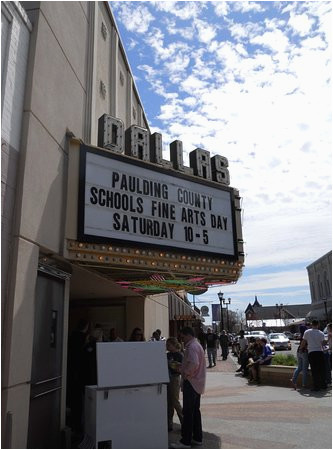 DALLAS
PAULDING COUNTY
SCHOOLS FINE ARTS DAY
SATURDAY 10-5